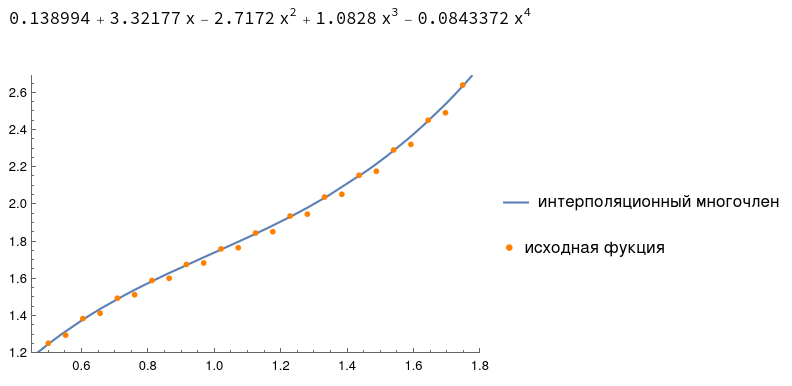 0.138994 + 3.32177 x − 2.7172 x² + 1.0828 x³ − 0.0843372 x⁴
2.6
2.4
2.2
2.0
1.8
1.6
1.4
1.2
0.6 0.8 1.0 1.2 1.4 1.6 1.8
интерполяционный многочлен
исходная фукция